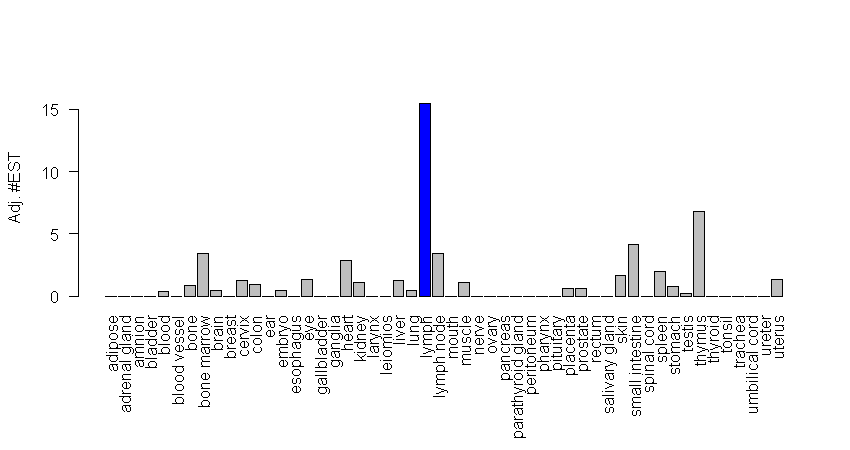 Adj. #EST
15
10
5
0
adipose
adrenal gland
amnion
bladder
blood
blood vessel
bone
bone marrow
brain
breast
cervix
colon
ear
embryo
esophagus
eye
gallbladder
ganglia
heart
kidney
larynx
leiomios
liver
lung
lymph
lymph node
mouth
muscle
nerve
ovary
pancreas
parathyroid gland
peritoneum
pharynx
pituitary
placenta
prostate
rectum
salivary gland
skin
small intestine
spinal cord
spleen
stomach
testis
thymus
thyroid
tonsil
trachea
umbilical cord
ureter
uterus